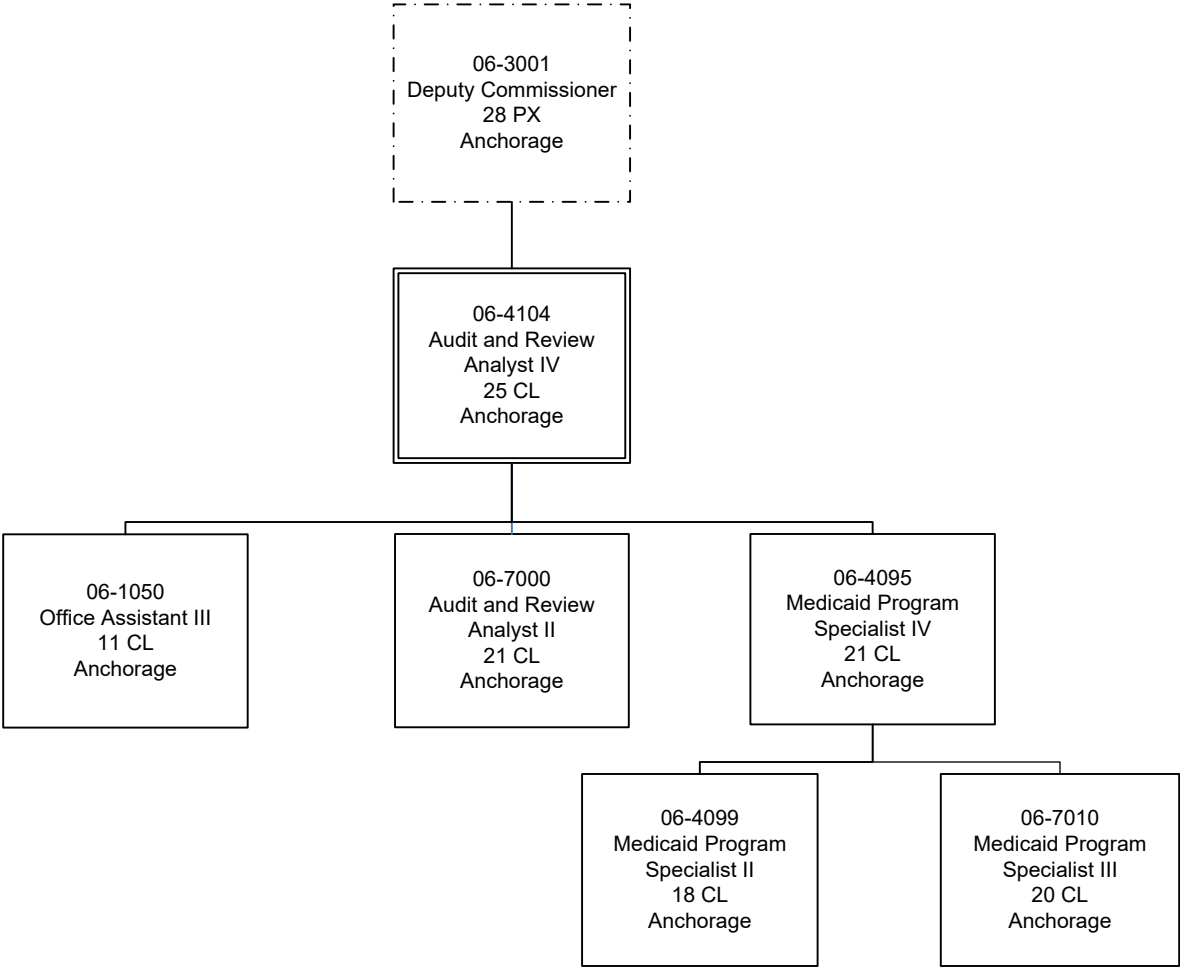 06-3001
Deputy Commissioner
28 PX
Anchorage
06-4104
Audit and Review
Analyst IV
25 CL
Anchorage
06-1050
Office Assistant III
11 CL
Anchorage
06-7000
Audit and Review
Analyst II
21 CL
Anchorage
06-4095
Medicaid Program
Specialist IV
21 CL
Anchorage
06-4099
Medicaid Program
Specialist II
18 CL
Anchorage
06-7010
Medicaid Program
Specialist III
20 CL
Anchorage